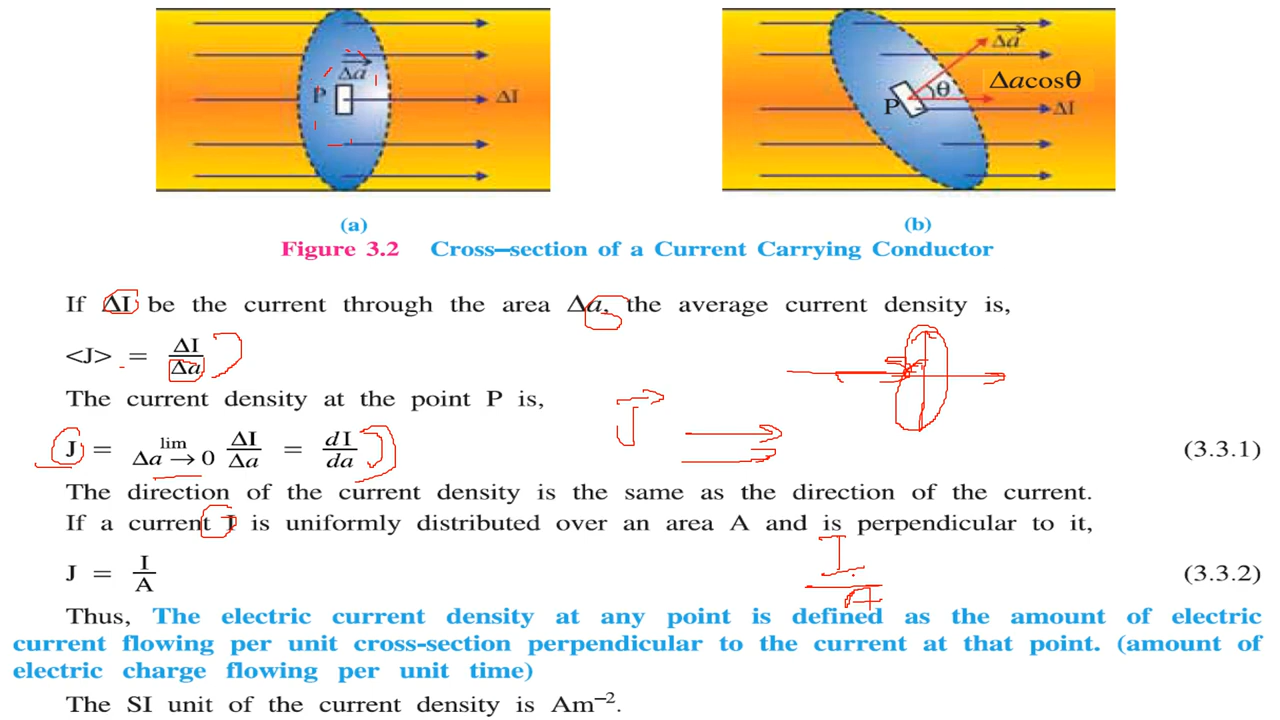 P Δa ΔI
P θ Δa Δacosθ ΔI
(a) (b)
Figure 3.2 Cross–section of a Current Carrying Conductor
If ΔI be the current through the area Δa, the average current density is,
<J> = ΔI/Δa
The current density at the point P is,
J = lim Δa → 0 ΔI/Δa = dI/da (3.3.1)
J
The direction of the current density is the same as the direction of the current.
If a current I is uniformly distributed over an area A and is perpendicular to it,
J = I/A (3.3.2)
I/A
Thus, The electric current density at any point is defined as the amount of electric
current flowing per unit cross-section perpendicular to the current at that point. (amount of
electric charge flowing per unit time)
The SI unit of the current density is Am⁻².